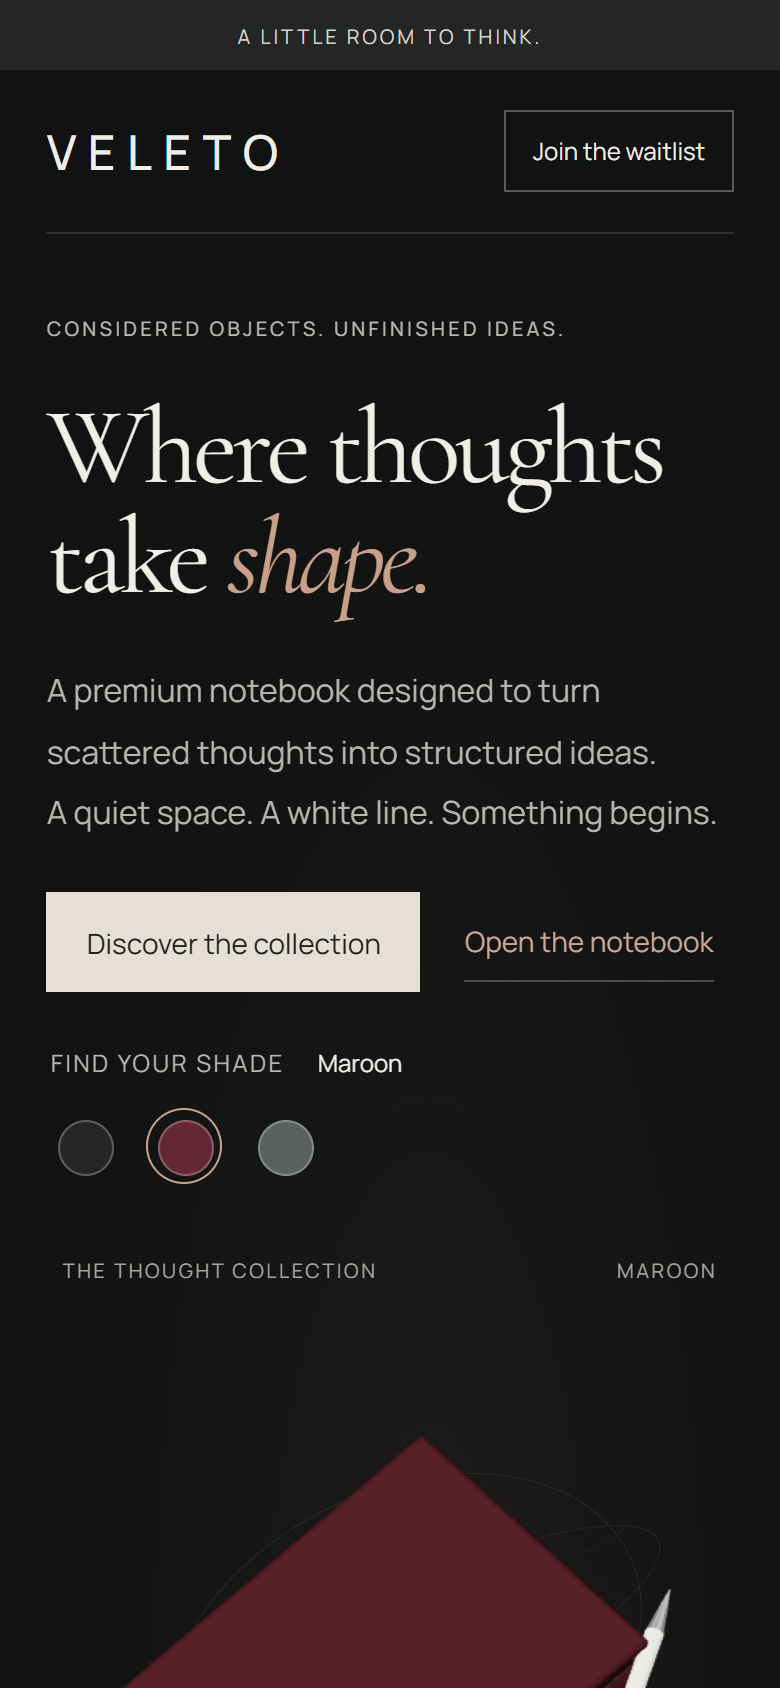 A LITTLE ROOM TO THINK.
VELETO
Join the waitlist
CONSIDERED OBJECTS. UNFINISHED IDEAS.
Where thoughts
take shape.
A premium notebook designed to turn
scattered thoughts into structured ideas.
A quiet space. A white line. Something begins.
Discover the collection
Open the notebook
FIND YOUR SHADE Maroon
THE THOUGHT COLLECTION
MAROON